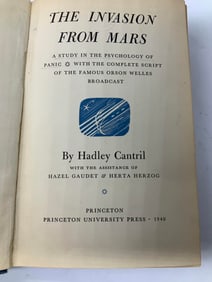 THE INVASION
FROM MARS
A STUDY IN THE PSYCHOLOGY OF
PANIC ✪ WITH THE COMPLETE SCRIPT
OF THE FAMOUS ORSON WELLES
BROADCAST
By Hadley Cantril
WITH THE ASSISTANCE OF
HAZEL GAUDET & HERTA HERZOG
PRINCETON
PRINCETON UNIVERSITY PRESS · 1940